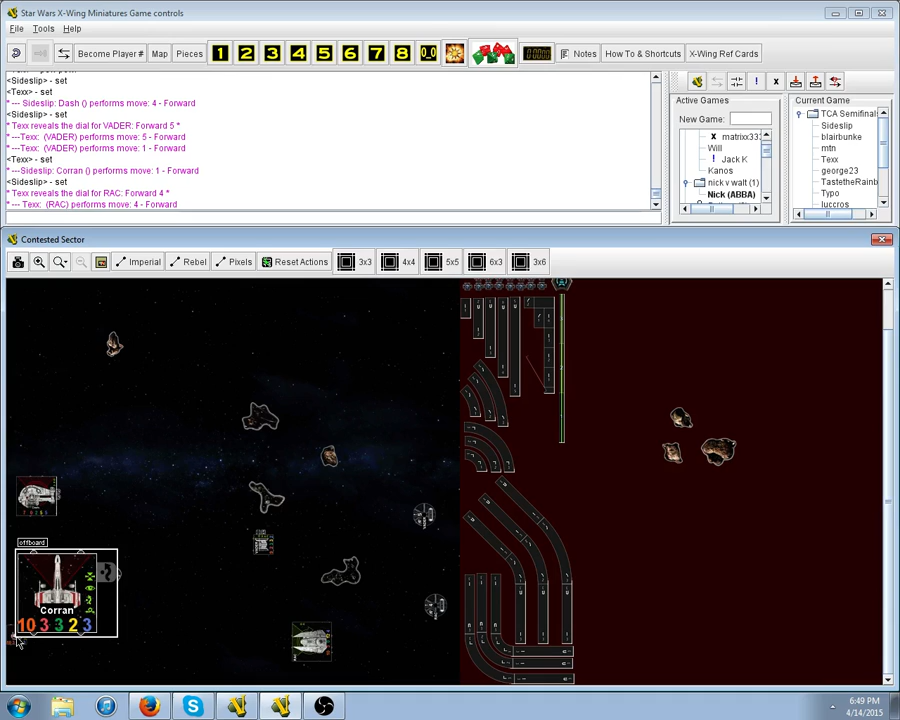 Star Wars X-Wing Miniatures Game controls
File Tools Help
Become Player # Map Pieces 1 2 3 4 5 6 7 8 0_0 Notes How To & Shortcuts X-Wing Ref Cards
<Sideslip> - set
<Texx> - set
* --- Sideslip: Dash () performs move: 4 - Forward
<Sideslip> - set
* Texx reveals the dial for VADER: Forward 5 *
* ---Texx: (VADER) performs move: 5 - Forward
* ---Texx: (VADER) performs move: 1 - Forward
<Texx> - set
* ---Sideslip: Corran () performs move: 1 - Forward
<Sideslip> - set
* Texx reveals the dial for RAC: Forward 4 *
* --- Texx: (RAC) performs move: 4 - Forward
! x
Active Games
New Game:
x matrixx333
Will
! Jack K
Kanos
nick v walt (1)
Nick (ABBA)
Current Game
TCA Semifinals
Sideslip
blairbunke
mtn
Texx
george23
TastetheRainb
Typo
luccros
Contested Sector
Imperial Rebel Pixels Reset Actions 3x3 4x4 5x5 6x3 3x6
offboard
Corran
10 3 3 2 3
6:49 PM
4/14/2015